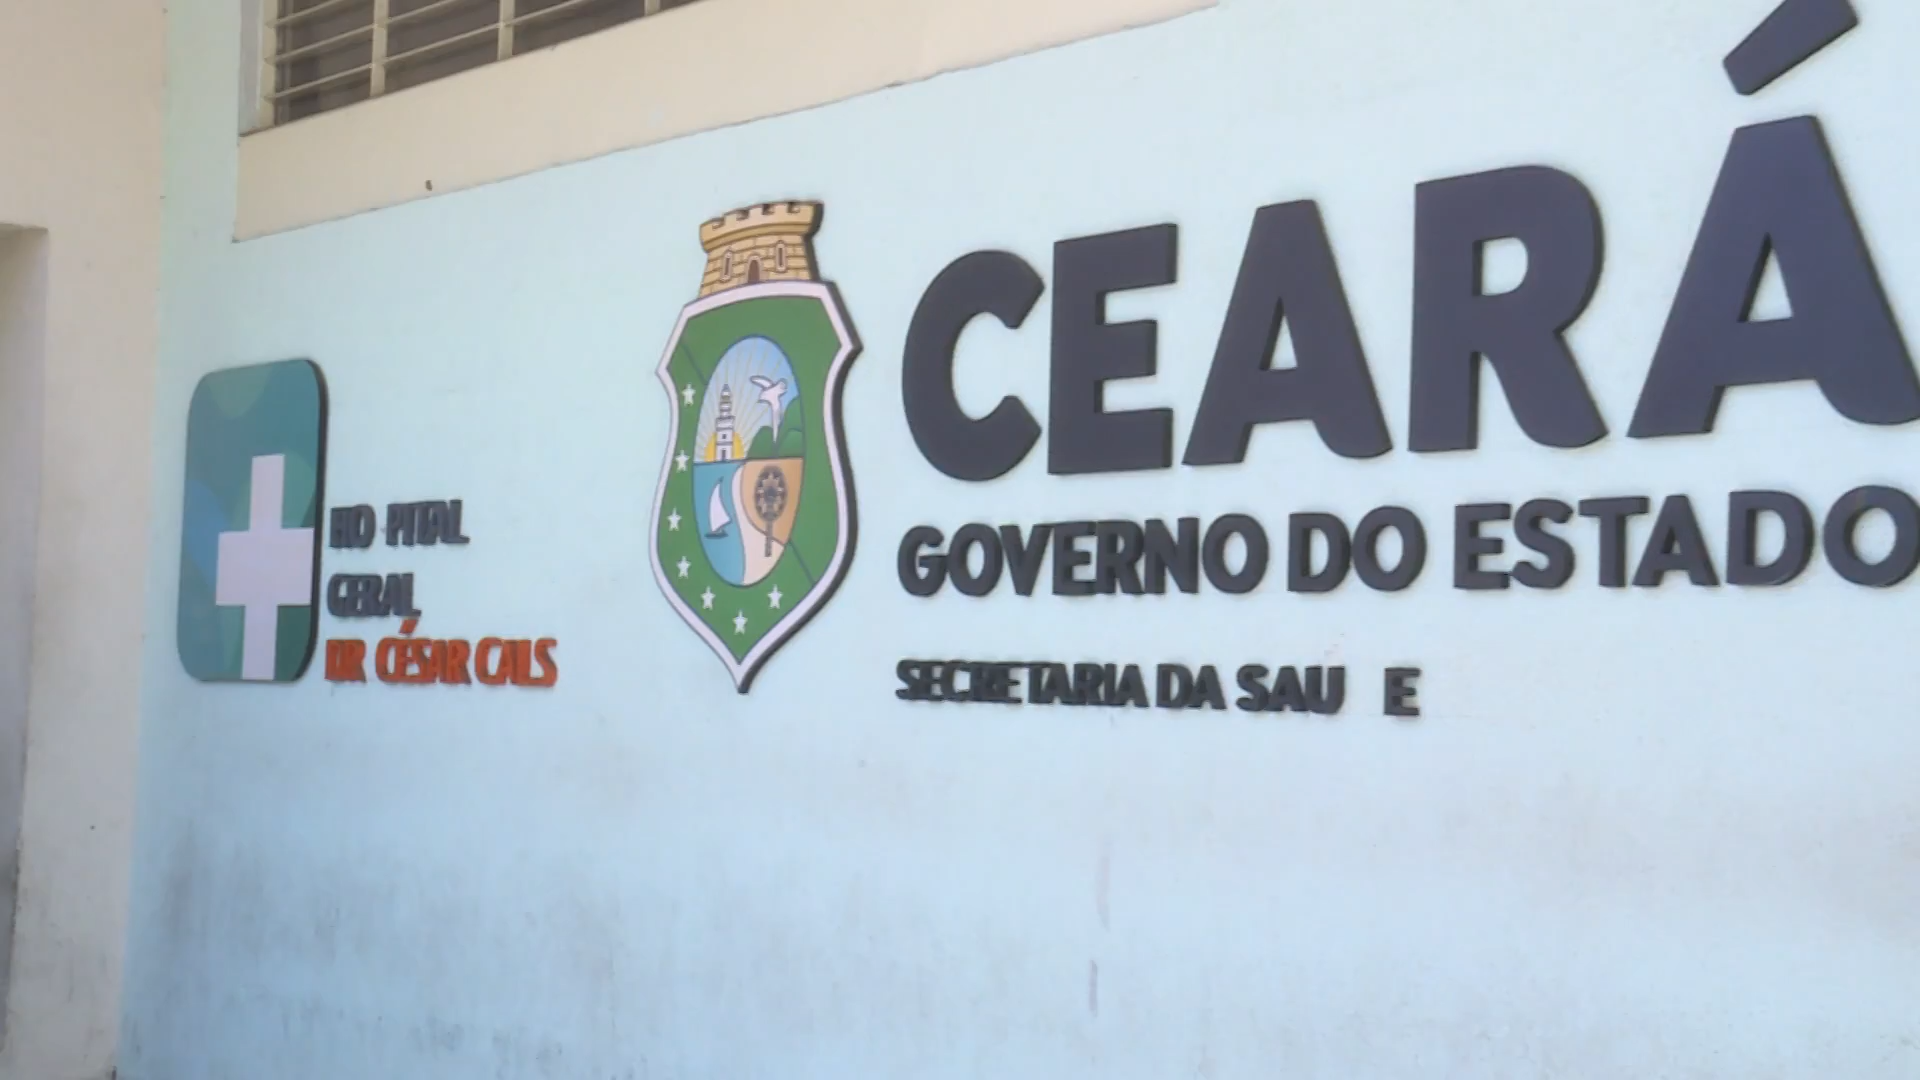 HO PITAL
GERAL
DR CÉSAR CALS
CEARÁ
GOVERNO DO ESTADO
SECRETARIA DA SAU E